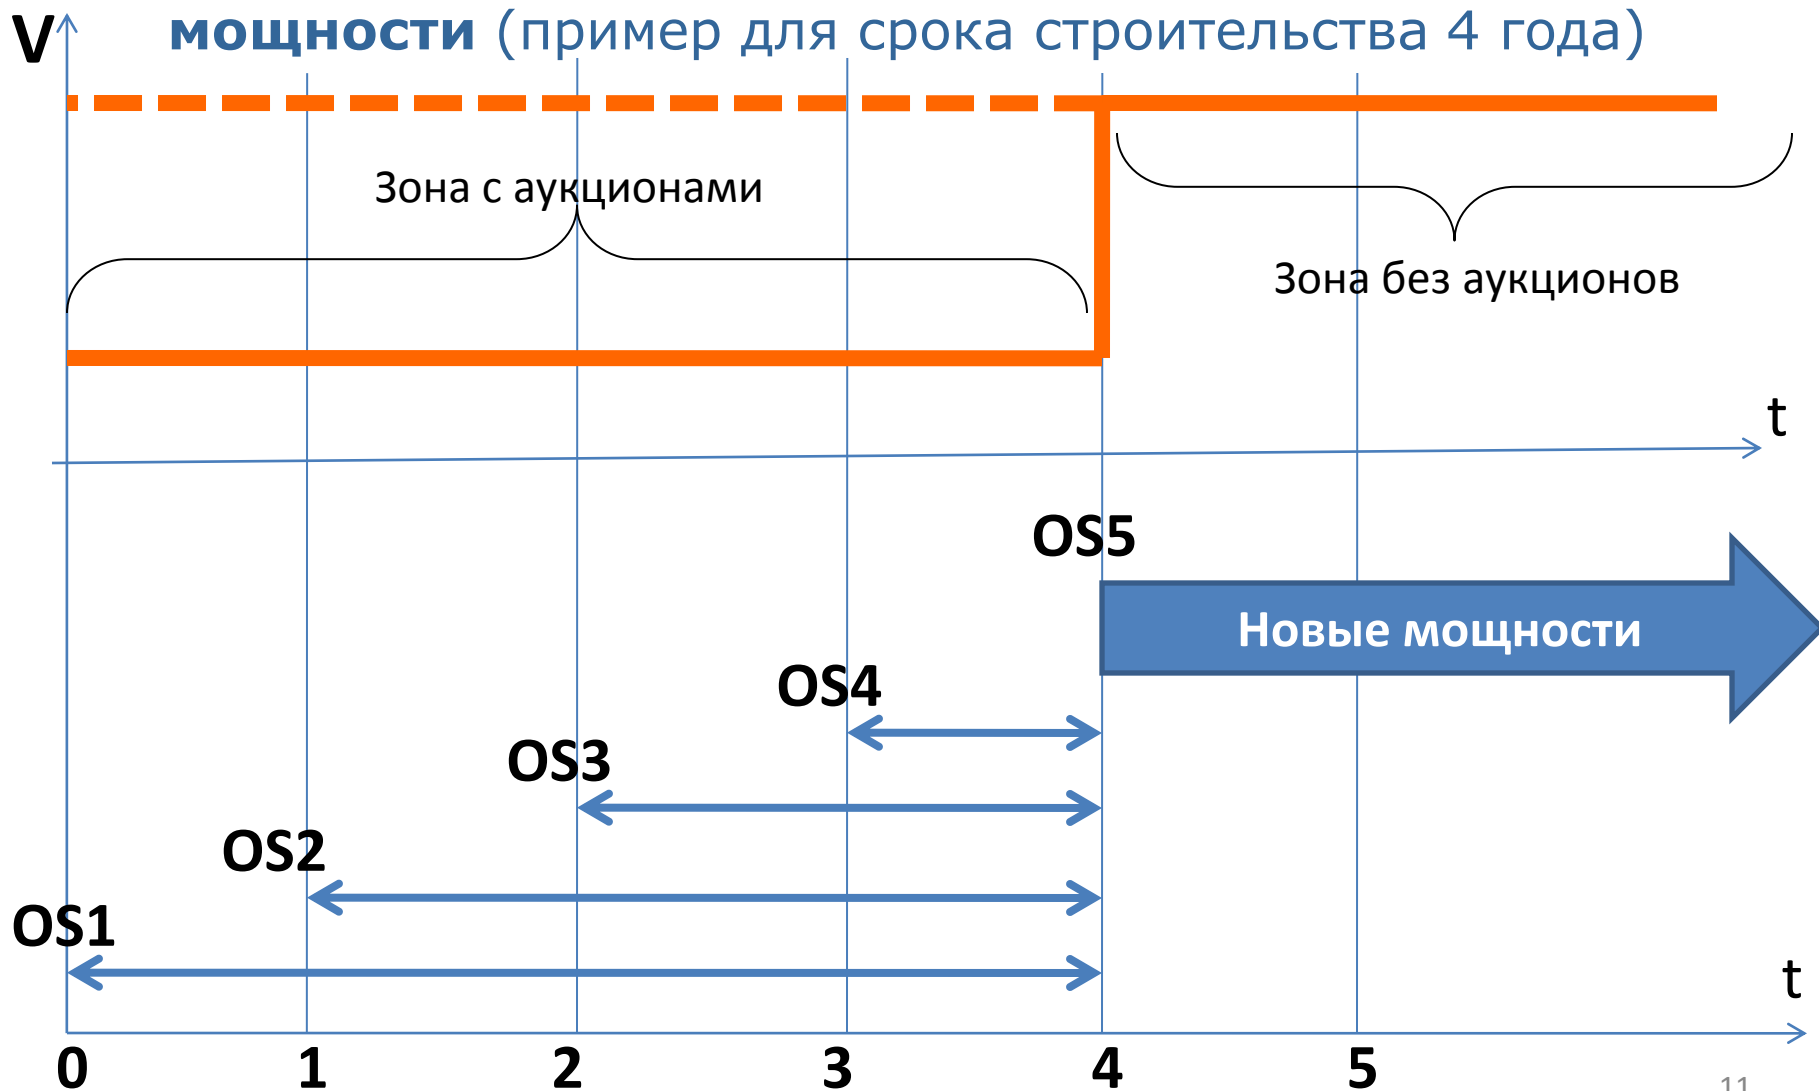 V
мощности (пример для срока строительства 4 года)
Зона с аукционами
Зона без аукционов
t
OS5
Новые мощности
OS4
OS3
OS2
OS1
t
0 1 2 3 4 5
11